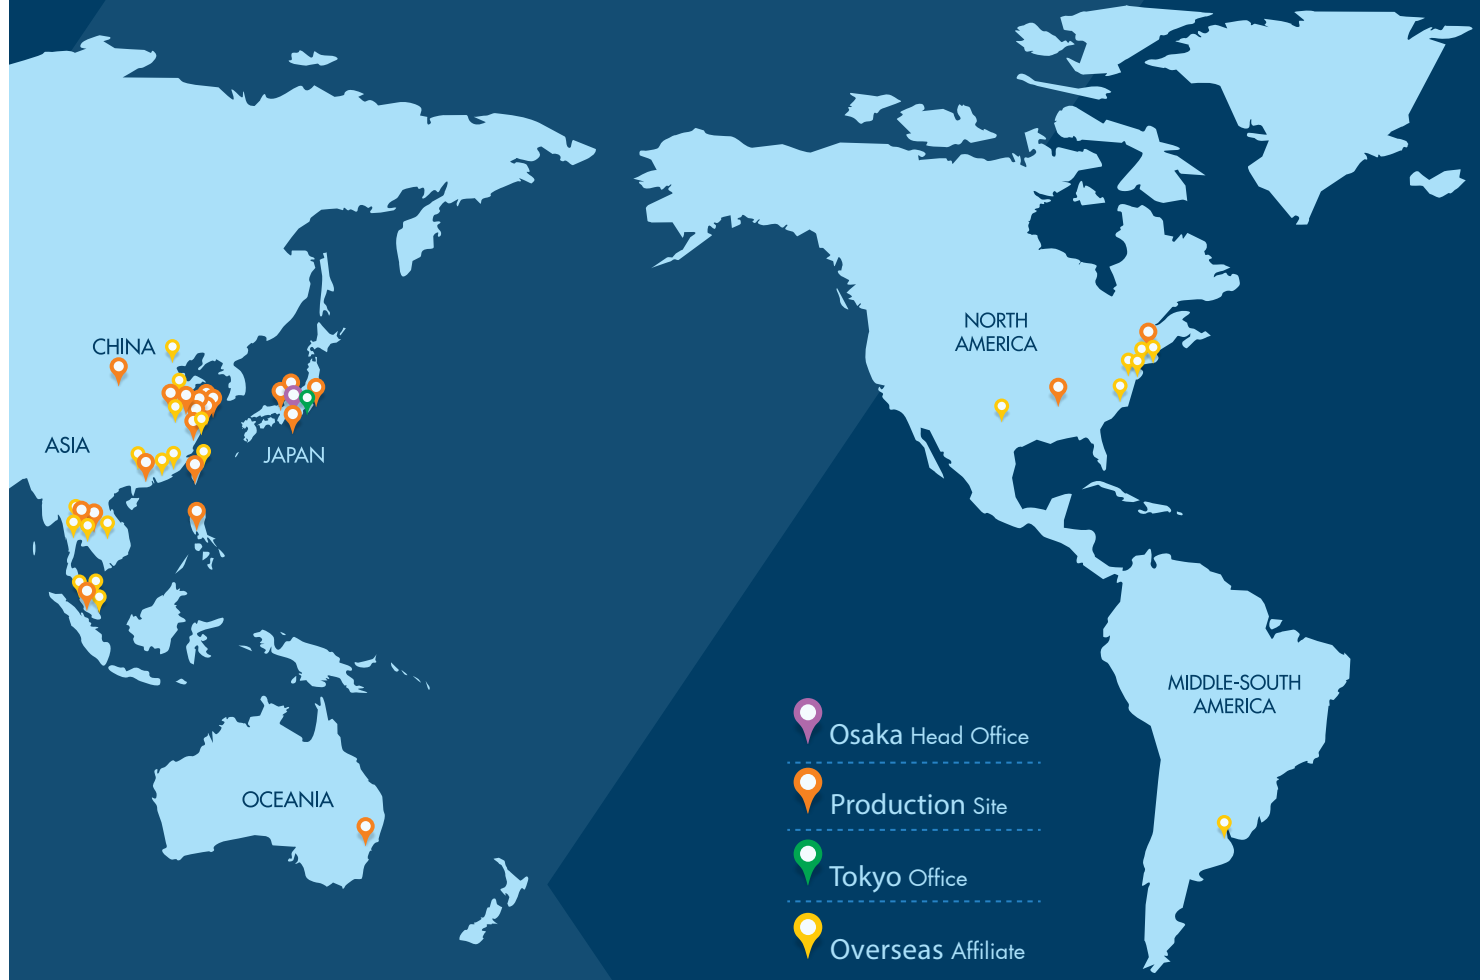 NORTH
AMERICA
CHINA
ASIA
JAPAN
MIDDLE-SOUTH
AMERICA
OCEANIA
Osaka Head Office
Production Site
Tokyo Office
Overseas Affiliate